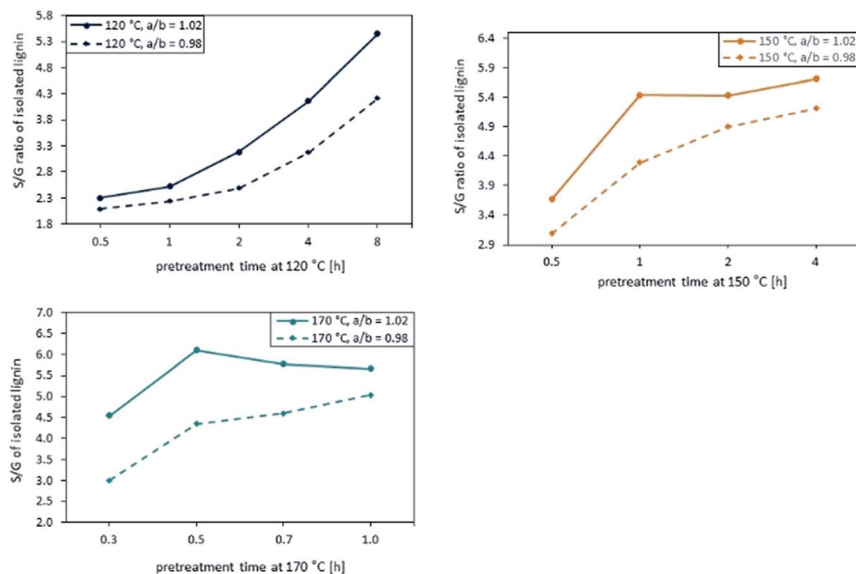 5.8
5.3
4.8
4.3
3.8
3.3
2.8
2.3
1.8
S/G ratio of isolated lignin
120 °C, a/b = 1.02
120 °C, a/b = 0.98
0.5 1 2 4 8
pretreatment time at 120 °C [h]
6.4
5.9
5.4
4.9
4.4
3.9
3.4
2.9
S/G ratio of isolated lignin
150 °C, a/b = 1.02
150 °C, a/b = 0.98
0.5 1 2 4
pretreatment time at 150 °C [h]
7.0
6.5
6.0
5.5
5.0
4.5
4.0
3.5
3.0
2.5
2.0
S/G of isolated lignin
170 °C, a/b = 1.02
170 °C, a/b = 0.98
0.3 0.5 0.7 1.0
pretreatment time at 170 °C [h]